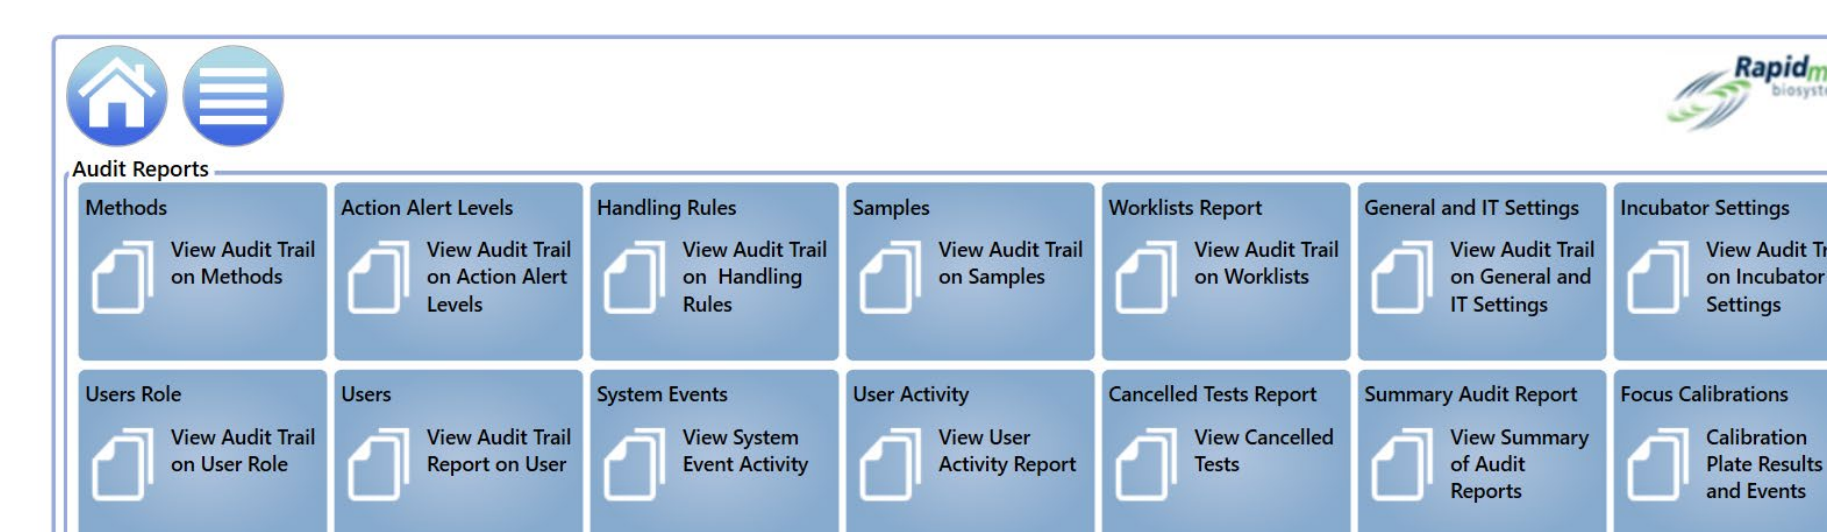 Rapid
Audit Reports
Methods
View Audit Trail
on Methods
Action Alert Levels
View Audit Trail
on Action Alert
Levels
Handling Rules
View Audit Trail
on Handling
Rules
Samples
View Audit Trail
on Samples
Worklists Report
View Audit Trail
on Worklists
General and IT Settings
View Audit Trail
on General and
IT Settings
Incubator Settings
View Audit
on Incubator
Settings
Users Role
View Audit Trail
on User Role
Users
View Audit Trail
Report on User
System Events
View System
Event Activity
User Activity
View User
Activity Report
Cancelled Tests Report
View Cancelled
Tests
Summary Audit Report
View Summary
of Audit
Reports
Focus Calibrations
Calibration
Plate Results
and Events